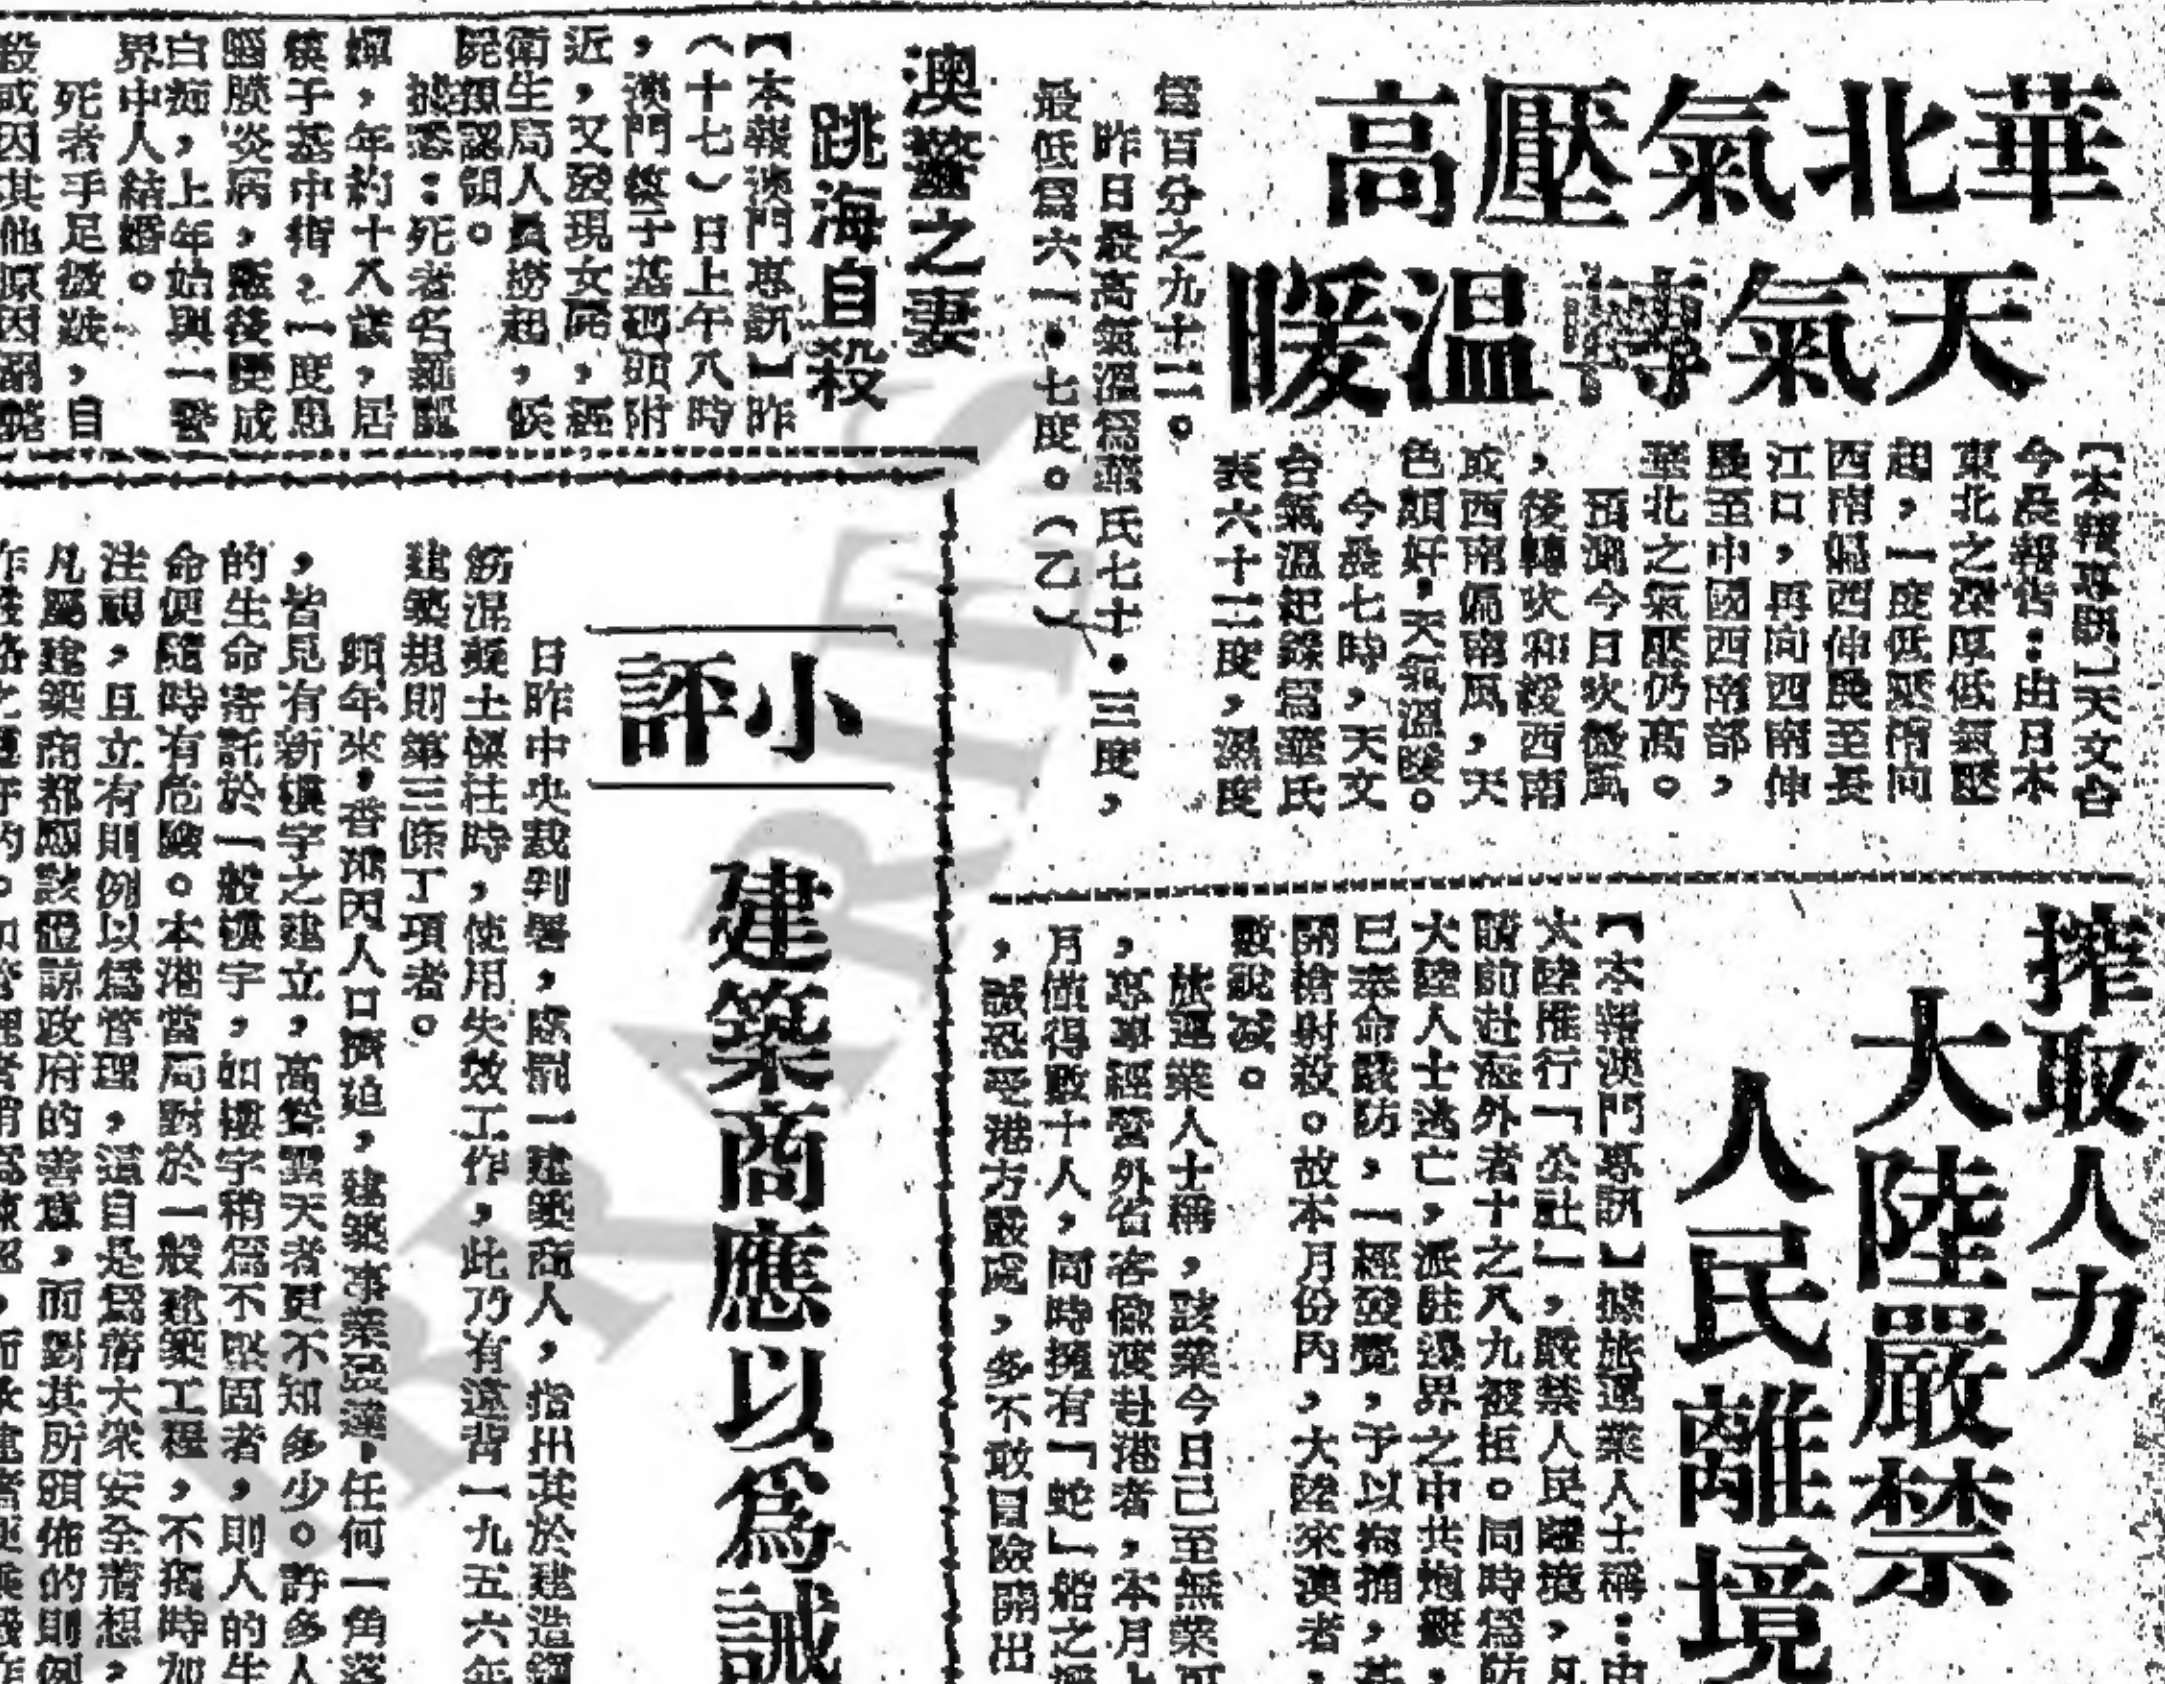 華北氣壓高
天氣轉溫暖
【本報專訊】天文台
今晨報告：由日本
東北之深厚低氣壓
起，一度低壓槽向
西南偏西伸展至長
江口，再向西南伸
展至中國西南部，
華北之氣壓仍高。
預測今日吹微風
，後轉吹和緩西南
或西南偏南風，天
色頗好，天氣溫暖。
今晨七時，天文
台氣溫紀錄爲華氏
表六十二度，濕度
爲百分之九十二。
昨日最高氣溫爲華氏七十·三度，
最低爲六一·七度。（乙）
澳警之妻
跳海自殺
【本報澳門專訊】昨
（十七）日上午八時
，澳門筷子基碼頭附
近，又發現女屍，經
衛生局人員撈起，候
屍親認領。
據悉：死者名羅
嬋，年約十八歲，居
筷子基中街，一度患
腦膜炎病，癒後變成
白痴，上年始與一警
界中人結婚。
死者手足微跛，自
殺或因其他原因溺斃
搾取人力
大陸嚴禁
人民離境
【本報澳門專訊】據旅運業人士稱：由
大陸推行「公社」，嚴禁人民離境，凡
請前赴海外者十之八九被拒。同時爲防
大陸人士逃亡，派駐邊界之中共炮艇，
已奉命嚴防，一經發覺，予以拘捕，甚
開槍射殺。故本月份內，大陸來澳者，
數銳減。
旅運業人士稱，該業今日已至無業可
，專專經營外省客偷渡赴港者，本月上
月僅得數十人，同時擁有「蛇」船之經
，誠恐受港方嚴處，多不敢冒險開出
小評
建築商應以爲誡
日昨中央裁判署，處罰一建築商人，指出其於建造鋼
筋混凝土樑柱時，使用失效工作，此乃有違背一九五六年
建築規則第三條丁項者。
頻年來，香港因人口擠迫，建築事業發達，任何一角落
，皆見有新樓宇之建立，高聳雲天者更不知多少。許多人
的生命寄託於一般樓宇，如樓宇稍爲不堅固者，則人的生
命便隨時有危險。本港當局對於一般建築工程，不獨時加
注視，且立有則例以爲管理，這自是爲着大衆安全着想，
凡屬建築商都應該體諒政府的善意，而對其所頒佈的則例